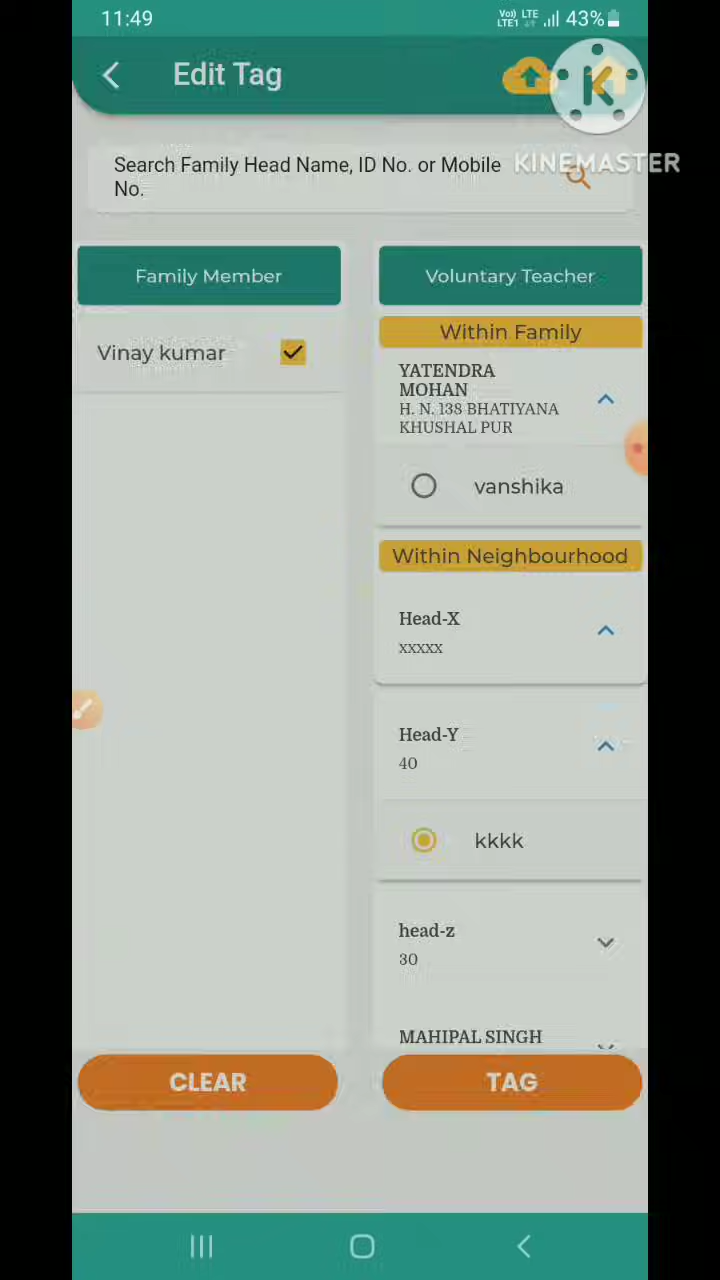 11:49
Vo)) LTE
LTE1
43%
Edit Tag
KINEMASTER
Search Family Head Name, ID No. or Mobile
No.
Family Member
Vinay kumar
Voluntary Teacher
Within Family
YATENDRA
MOHAN
H. N. 138 BHATIYANA
KHUSHAL PUR
vanshika
Within Neighbourhood
Head-X
xxxxx
Head-Y
40
kkkk
head-z
30
MAHIPAL SINGH
CLEAR
TAG